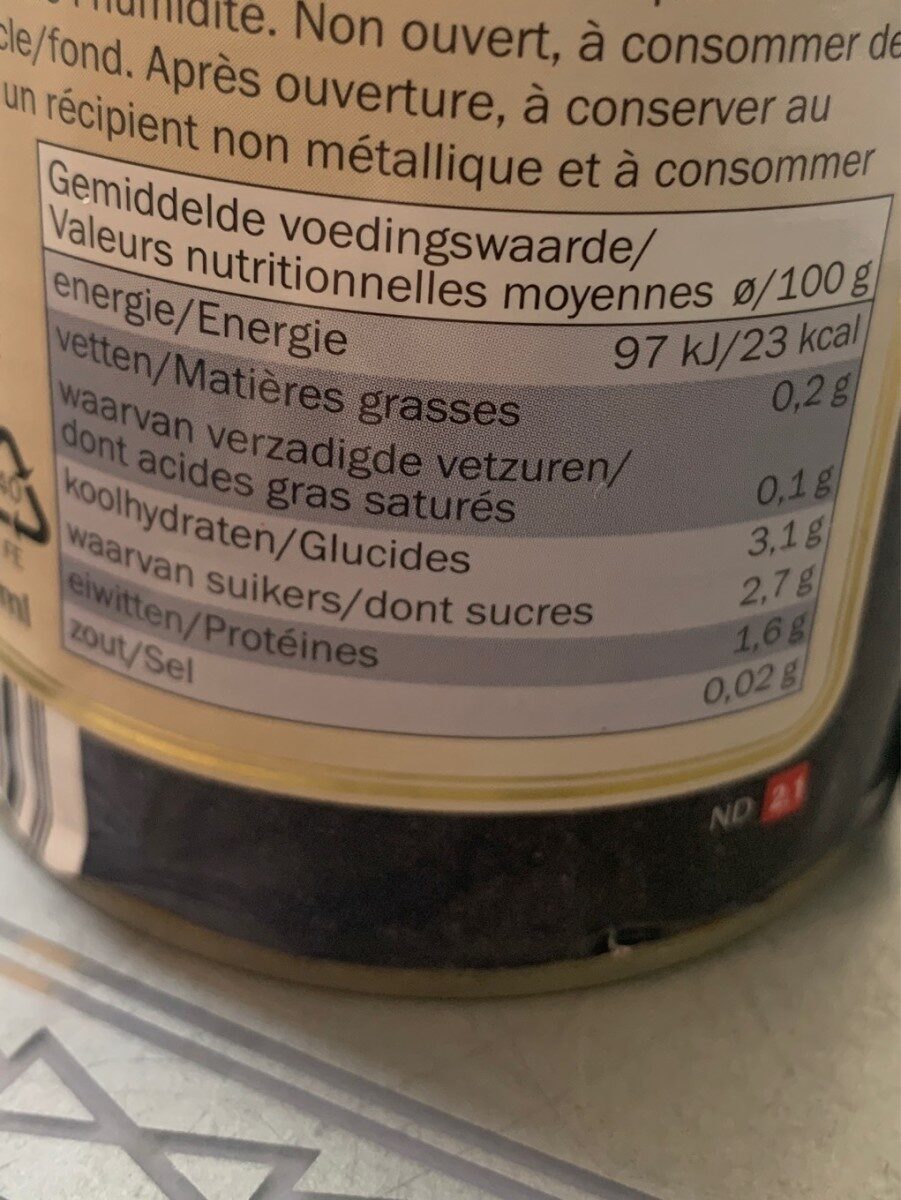 Non ouvert, à consommer
cle/fond. Après ouverture, à conserver au
un récipient non métallique et à consommer
Gemiddelde voedingswaarde/
Valeurs nutritionnelles moyennes ø/100 g
energie/Energie 97 kJ/23 kcal
vetten/Matières grasses 0,2 g
waarvan verzadigde vetzuren/
dont acides gras saturés 0,1 g
koolhydraten/Glucides 3,1 g
waarvan suikers/dont sucres 2,7 g
eiwitten/Protéines 1,6 g
zout/Sel 0,02 g
40
FE
ml
ND 21